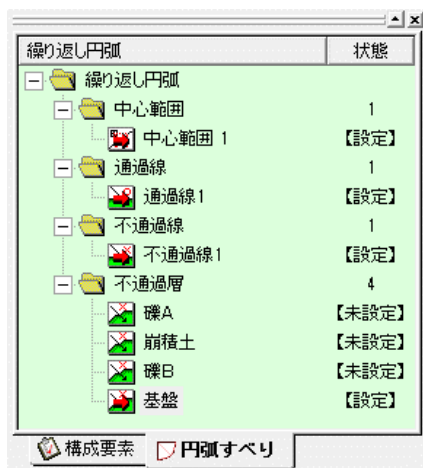 繰り返し円弧 状態
繰り返し円弧
中心範囲 1
中心範囲 1 【設定】
通過線 1
通過線1 【設定】
不通過線 1
不通過線1 【設定】
不通過層 4
礫A 【未設定】
崩積土 【未設定】
礫B 【未設定】
基盤 【設定】
構成要素 円弧すべり